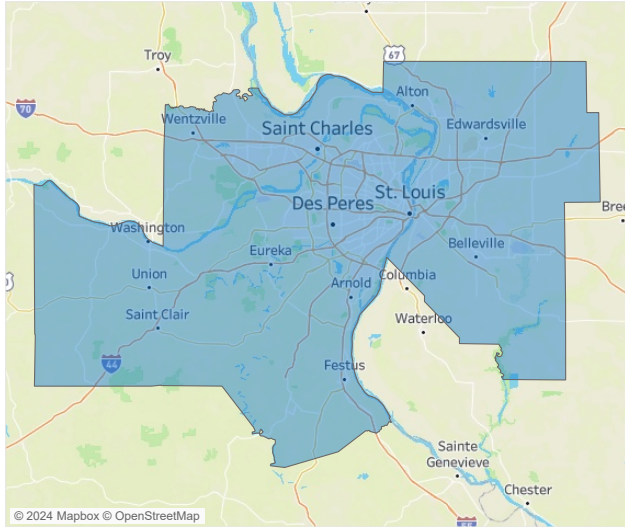 67
Troy
Alton
70
Wentzville
Edwardsville
Saint Charles
St. Louis
Des Peres
Bree
Washington
Belleville
Eureka
Union
Columbia
Arnold
Saint Clair
Waterloo
44
Festus
Sainte
Genevieve
Chester
© 2024 Mapbox © OpenStreetMap